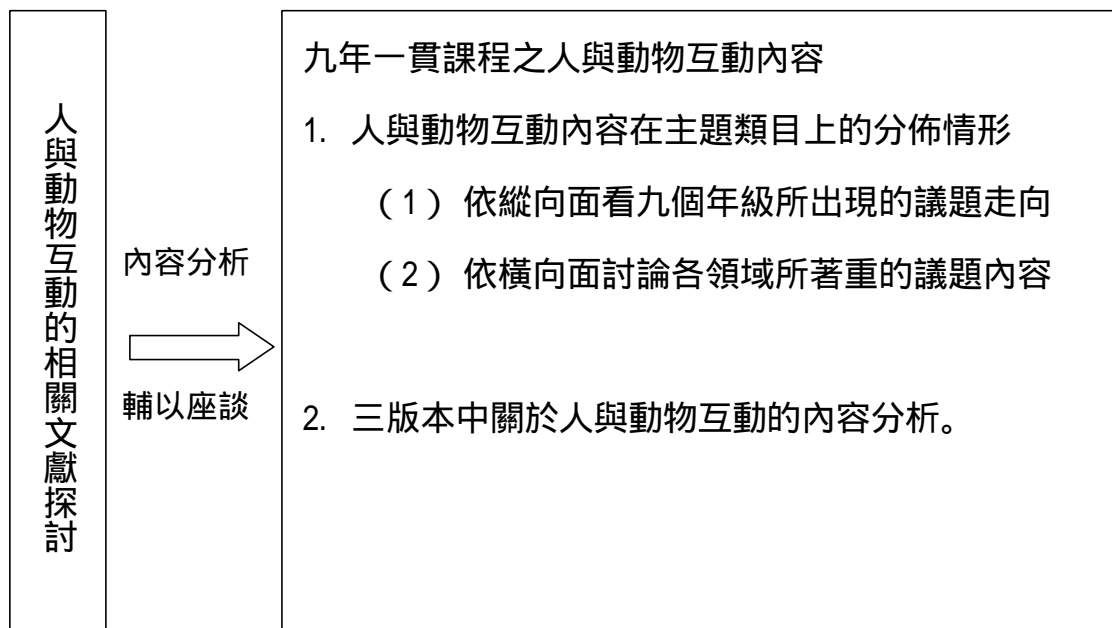 人與動物互動的相關文獻探討
內容分析
輔以座談
九年一貫課程之人與動物互動內容
1. 人與動物互動內容在主題類目上的分佈情形
（1） 依縱向面看九個年級所出現的議題走向
（2） 依橫向面討論各領域所著重的議題內容
2. 三版本中關於人與動物互動的內容分析。